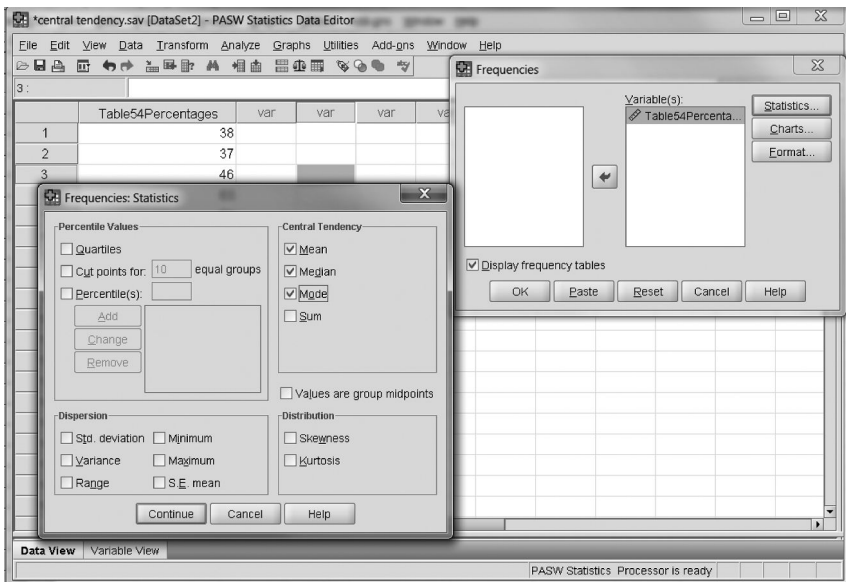 *central tendency.sav [DataSet2] - PASW Statistics Data Editor
File Edit View Data Transform Analyze Graphs Utilities Add-ons Window Help
3 :
Table54Percentages var var var
1 38
2 37
3 46
Frequencies
Variable(s):
Table54Percenta...
Statistics...
Charts...
Format...
Display frequency tables
OK Paste Reset Cancel Help
Frequencies: Statistics
Percentile Values
Quartiles
Cut points for: 10 equal groups
Percentile(s):
Add
Change
Remove
Central Tendency
Mean
Median
Mode
Sum
Values are group midpoints
Dispersion
Std. deviation Minimum
Variance Maximum
Range S.E. mean
Distribution
Skewness
Kurtosis
Continue Cancel Help
Data View Variable View
PASW Statistics Processor is ready